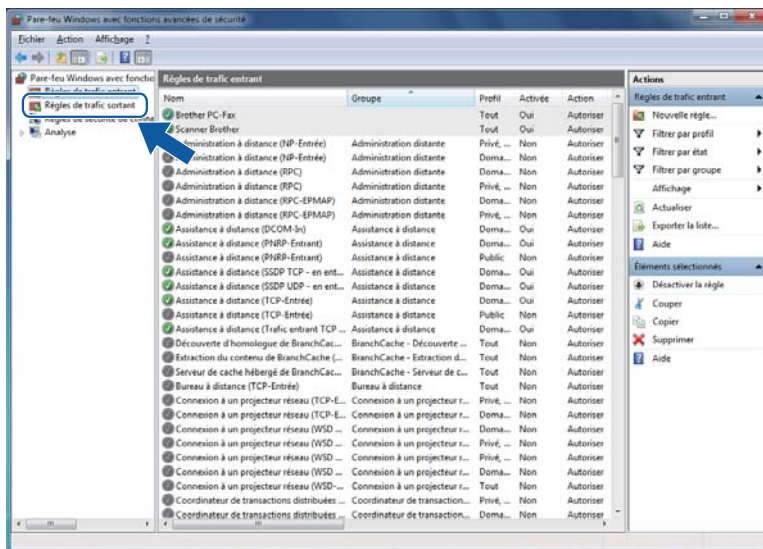 Pare-feu Windows avec fonctions avancées de sécurité
Fichier Action Affichage ?
Pare-feu Windows avec fonctio
Règles de trafic entrant
Règles de trafic sortant
Règles de sécurité de conne
Analyse
Règles de trafic entrant
Nom Groupe Profil Activée Action
Brother PC-Fax Tout Oui Autoriser
Scanner Brother Tout Oui Autoriser
Administration à distance (NP-Entrée) Administration distante Privé, ... Non Autoriser
Administration à distance (NP-Entrée) Administration distante Doma... Non Autoriser
Administration à distance (RPC) Administration distante Doma... Non Autoriser
Administration à distance (RPC) Administration distante Privé, ... Non Autoriser
Administration à distance (RPC-EPMAP) Administration distante Doma... Non Autoriser
Administration à distance (RPC-EPMAP) Administration distante Privé, ... Non Autoriser
Assistance à distance (DCOM-In) Assistance à distance Doma... Oui Autoriser
Assistance à distance (PNRP-Entrant) Assistance à distance Doma... Oui Autoriser
Assistance à distance (PNRP-Entrant) Assistance à distance Public Non Autoriser
Assistance à distance (SSDP TCP - en ent... Assistance à distance Doma... Oui Autoriser
Assistance à distance (SSDP UDP - en ent... Assistance à distance Doma... Oui Autoriser
Assistance à distance (TCP-Entrée) Assistance à distance Doma... Oui Autoriser
Assistance à distance (TCP-Entrée) Assistance à distance Public Non Autoriser
Assistance à distance (Trafic entrant TCP ... Assistance à distance Doma... Oui Autoriser
Découverte d'homologue de BranchCac... BranchCache - Découverte ... Tout Non Autoriser
Extraction du contenu de BranchCache (... BranchCache - Extraction d... Tout Non Autoriser
Serveur de cache hébergé de BranchCac... BranchCache - Serveur de c... Tout Non Autoriser
Bureau à distance (TCP-Entrée) Bureau à distance Tout Non Autoriser
Connexion à un projecteur réseau (TCP-E... Connexion à un projecteur r... Privé, ... Non Autoriser
Connexion à un projecteur réseau (TCP-E... Connexion à un projecteur r... Doma... Non Autoriser
Connexion à un projecteur réseau (WSD ... Connexion à un projecteur r... Doma... Non Autoriser
Connexion à un projecteur réseau (WSD ... Connexion à un projecteur r... Privé, ... Non Autoriser
Connexion à un projecteur réseau (WSD ... Connexion à un projecteur r... Privé, ... Non Autoriser
Connexion à un projecteur réseau (WSD ... Connexion à un projecteur r... Doma... Non Autoriser
Connexion à un projecteur réseau (WSD-... Connexion à un projecteur r... Tout Non Autoriser
Coordinateur de transactions distribuées ... Coordinateur de transaction... Privé, ... Non Autoriser
Coordinateur de transactions distribuées ... Coordinateur de transaction... Doma... Non Autoriser
Actions
Règles de trafic entrant
Nouvelle règle...
Filtrer par profil
Filtrer par état
Filtrer par groupe
Affichage
Actualiser
Exporter la liste...
Aide
Éléments sélectionnés
Désactiver la règle
Couper
Copier
Supprimer
Aide